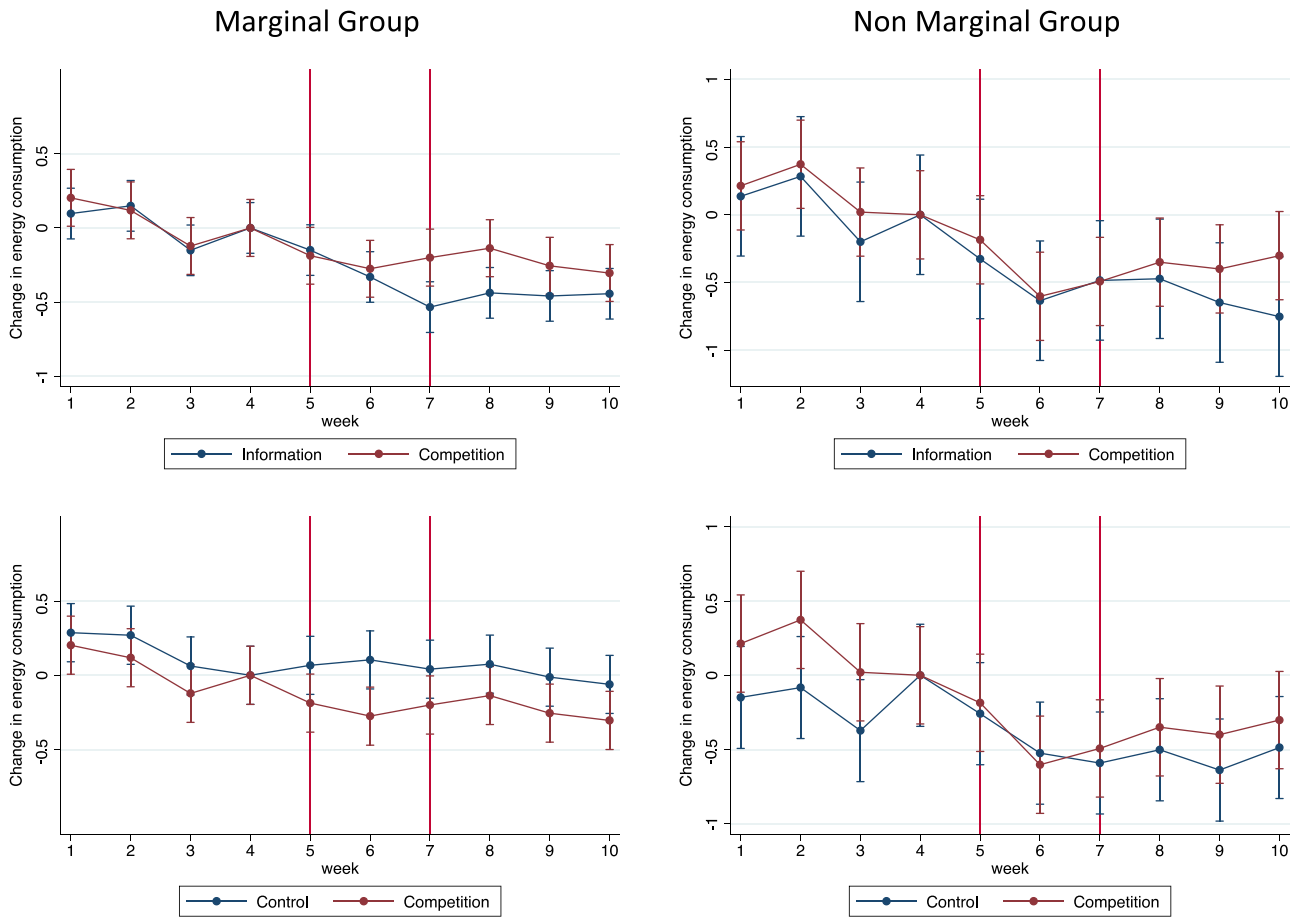 Marginal Group
Non Marginal Group
Change in energy consumption
0.5
0
-0.5
-1
1 2 3 4 5 6 7 8 9 10
week
Information Competition
Change in energy consumption
1
0.5
0
-0.5
-1
1 2 3 4 5 6 7 8 9 10
week
Information Competition
Change in energy consumption
0.5
0
-0.5
1 2 3 4 5 6 7 8 9 10
week
Control Competition
Change in energy consumption
1
0.5
0
-0.5
-1
1 2 3 4 5 6 7 8 9 10
week
Control Competition